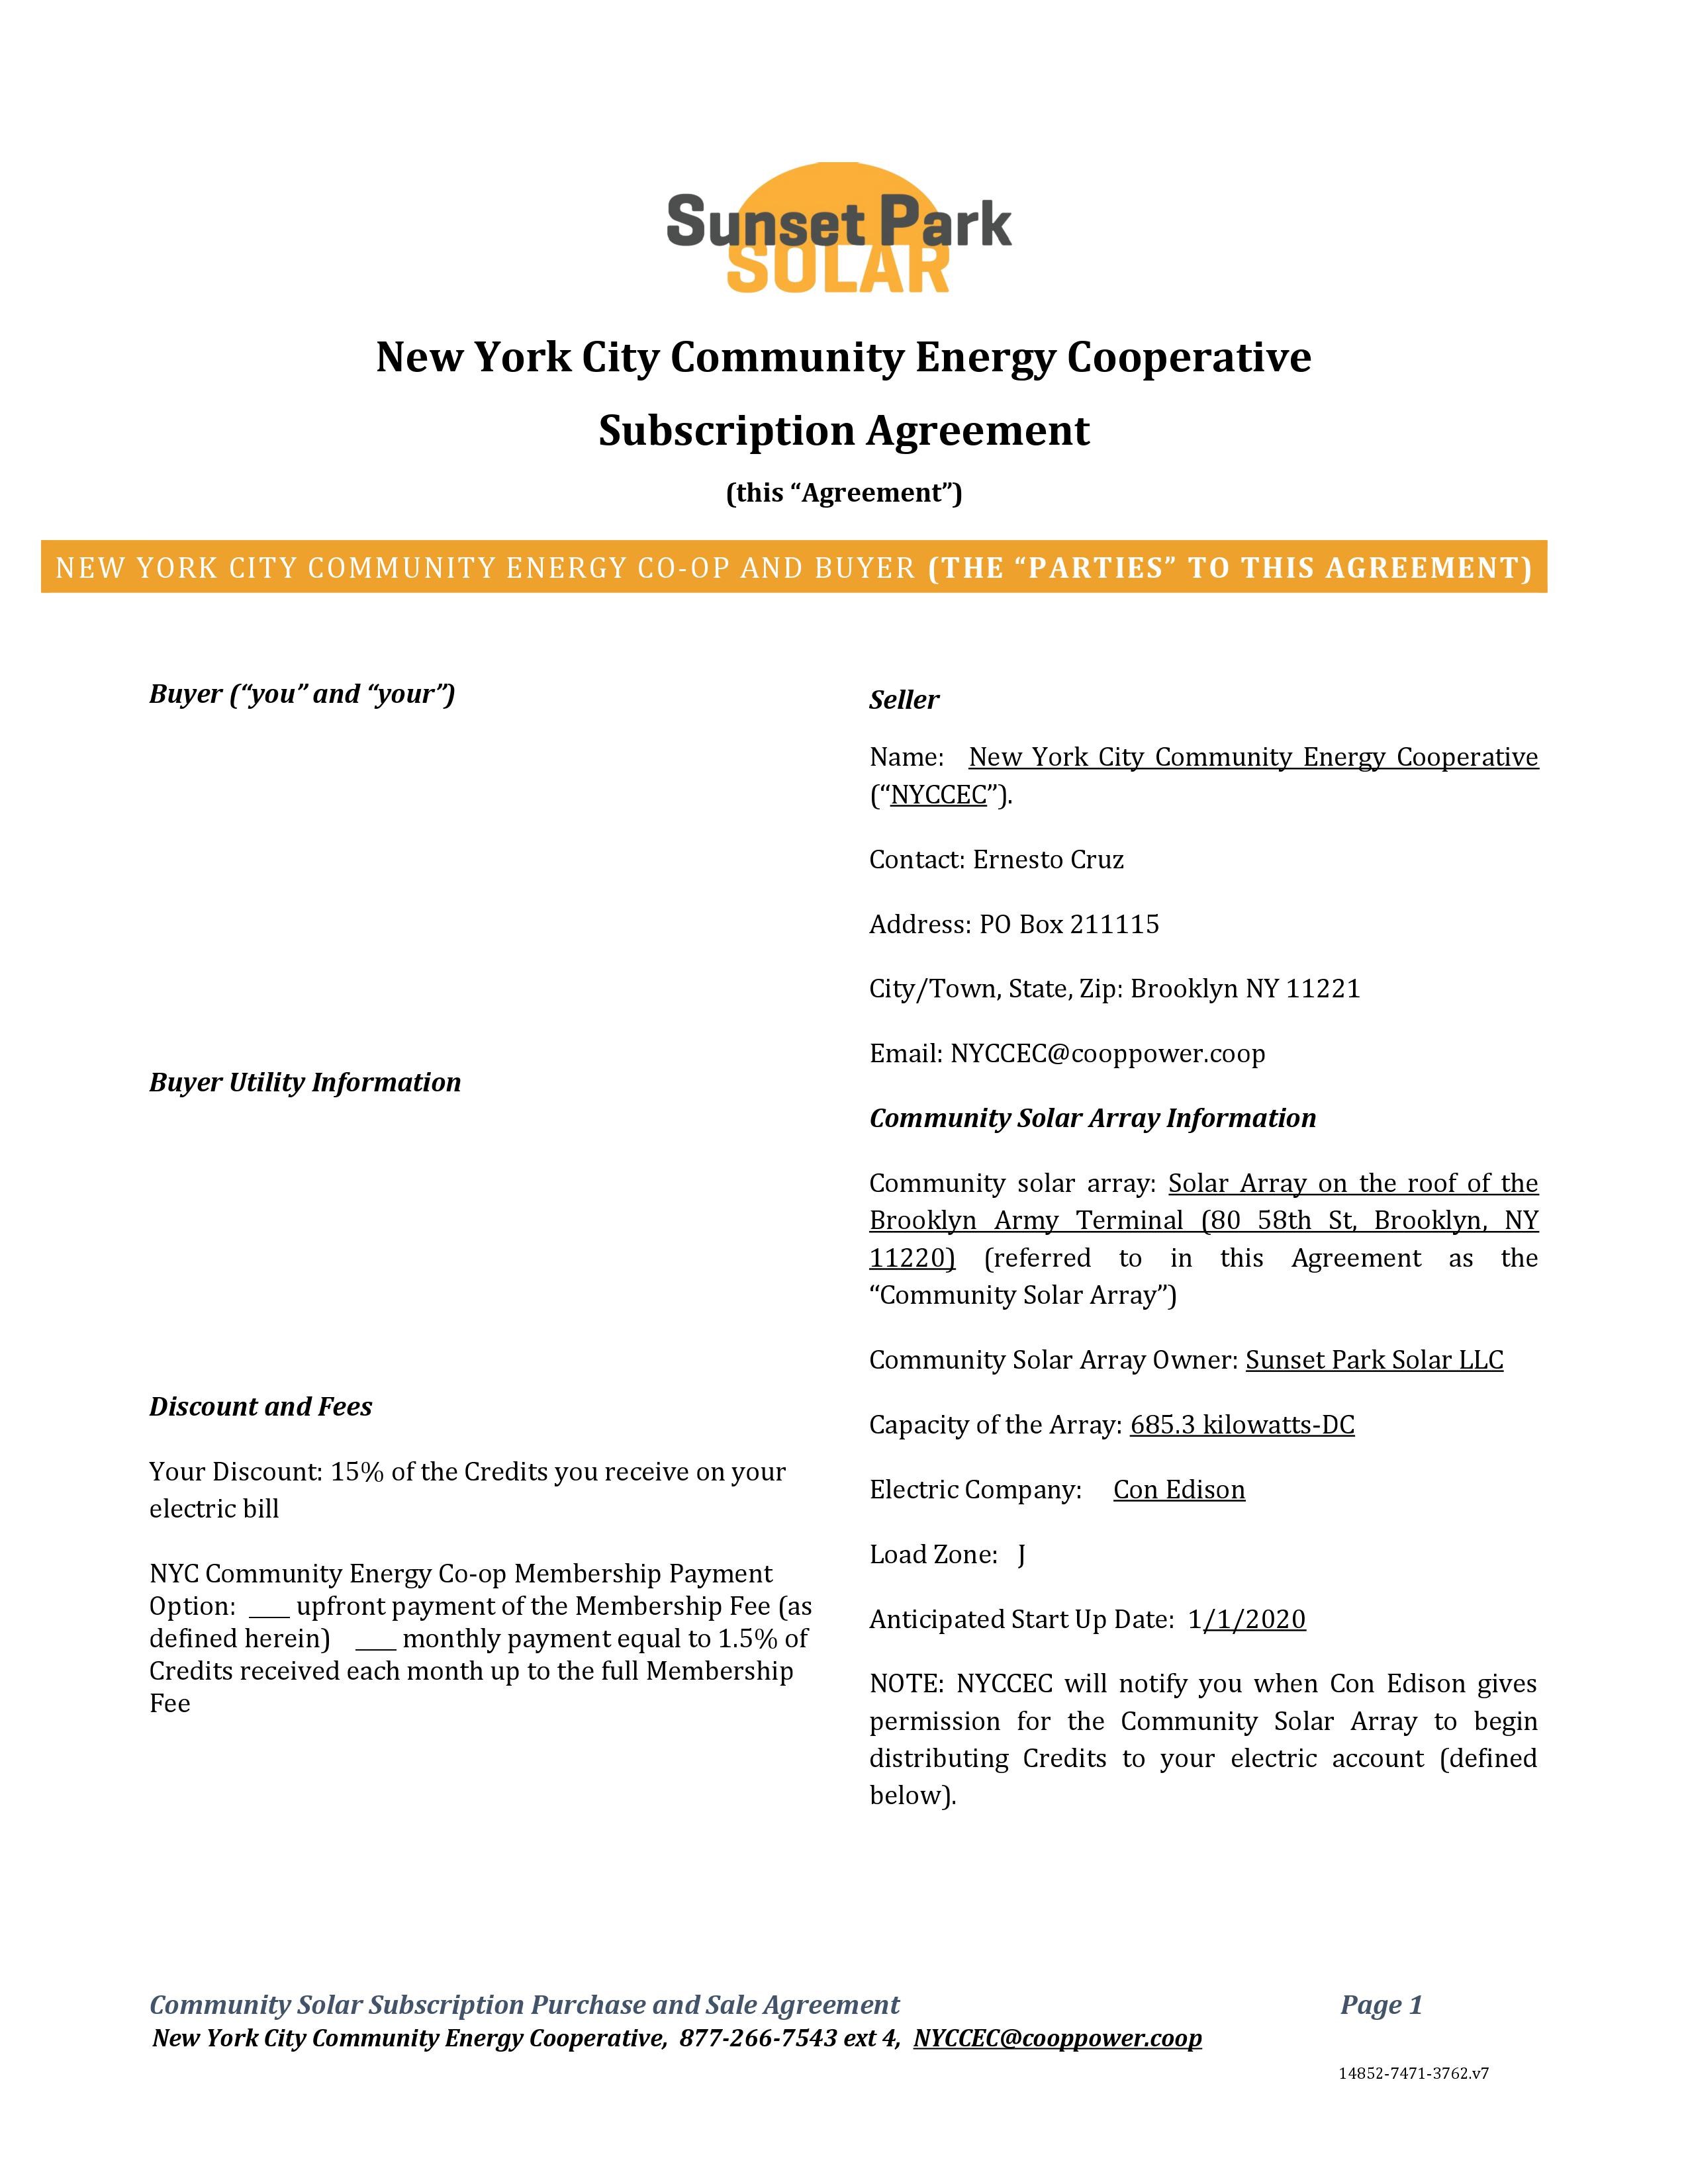 Sunset Park
SOLAR
New York City Community Energy Cooperative
Subscription Agreement
(this “Agreement”)
NEW YORK CITY COMMUNITY ENERGY CO-OP AND BUYER (THE “PARTIES” TO THIS AGREEMENT)
Buyer (“you” and “your”)
Buyer Utility Information
Discount and Fees
Your Discount: 15% of the Credits you receive on your
electric bill
NYC Community Energy Co-op Membership Payment
Option: ___ upfront payment of the Membership Fee (as
defined herein) ___ monthly payment equal to 1.5% of
Credits received each month up to the full Membership
Fee
Seller
Name: New York City Community Energy Cooperative
(“NYCCEC”).
Contact: Ernesto Cruz
Address: PO Box 211115
City/Town, State, Zip: Brooklyn NY 11221
Email: NYCCEC@cooppower.coop
Community Solar Array Information
Community solar array: Solar Array on the roof of the
Brooklyn Army Terminal (80 58th St, Brooklyn, NY
11220) (referred to in this Agreement as the
“Community Solar Array”)
Community Solar Array Owner: Sunset Park Solar LLC
Capacity of the Array: 685.3 kilowatts-DC
Electric Company: Con Edison
Load Zone: J
Anticipated Start Up Date: 1/1/2020
NOTE: NYCCEC will notify you when Con Edison gives
permission for the Community Solar Array to begin
distributing Credits to your electric account (defined
below).
Community Solar Subscription Purchase and Sale Agreement Page 1
New York City Community Energy Cooperative, 877-266-7543 ext 4, NYCCEC@cooppower.coop
14852-7471-3762.v7